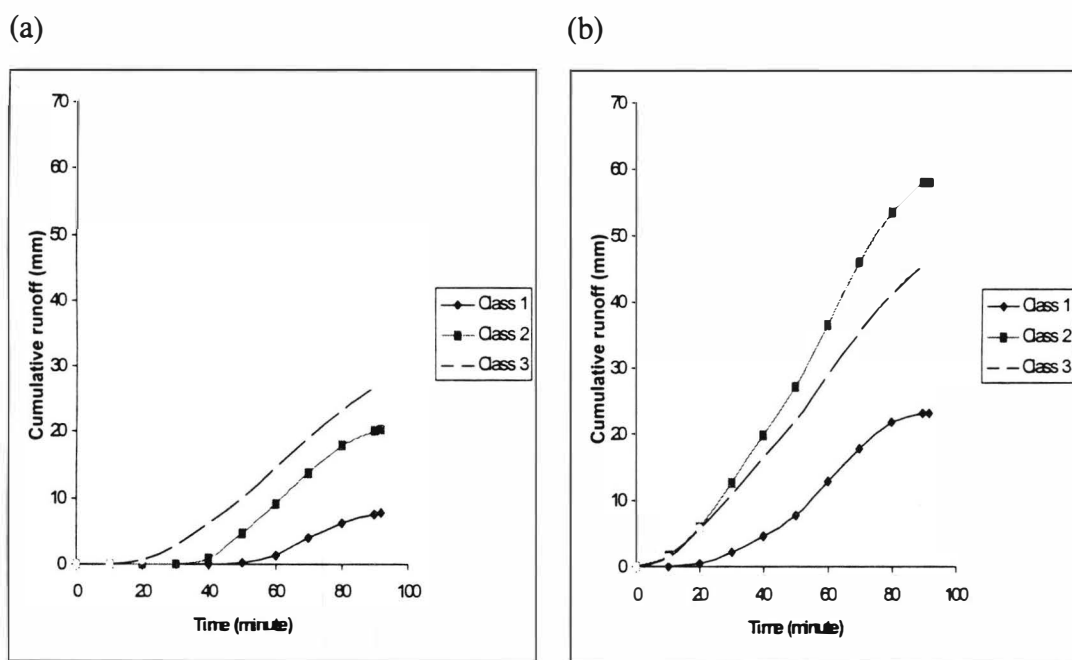 (a)
(b)
70
60
50
40
30
20
10
0
Cumulative runoff (mm)
0 20 40 60 80 100
Time (minute)
Class 1
Class 2
Class 3
70
60
50
40
30
20
10
0
Cumulative runoff (mm)
0 20 40 60 80 100
Time (minute)
Class 1
Class 2
Class 3